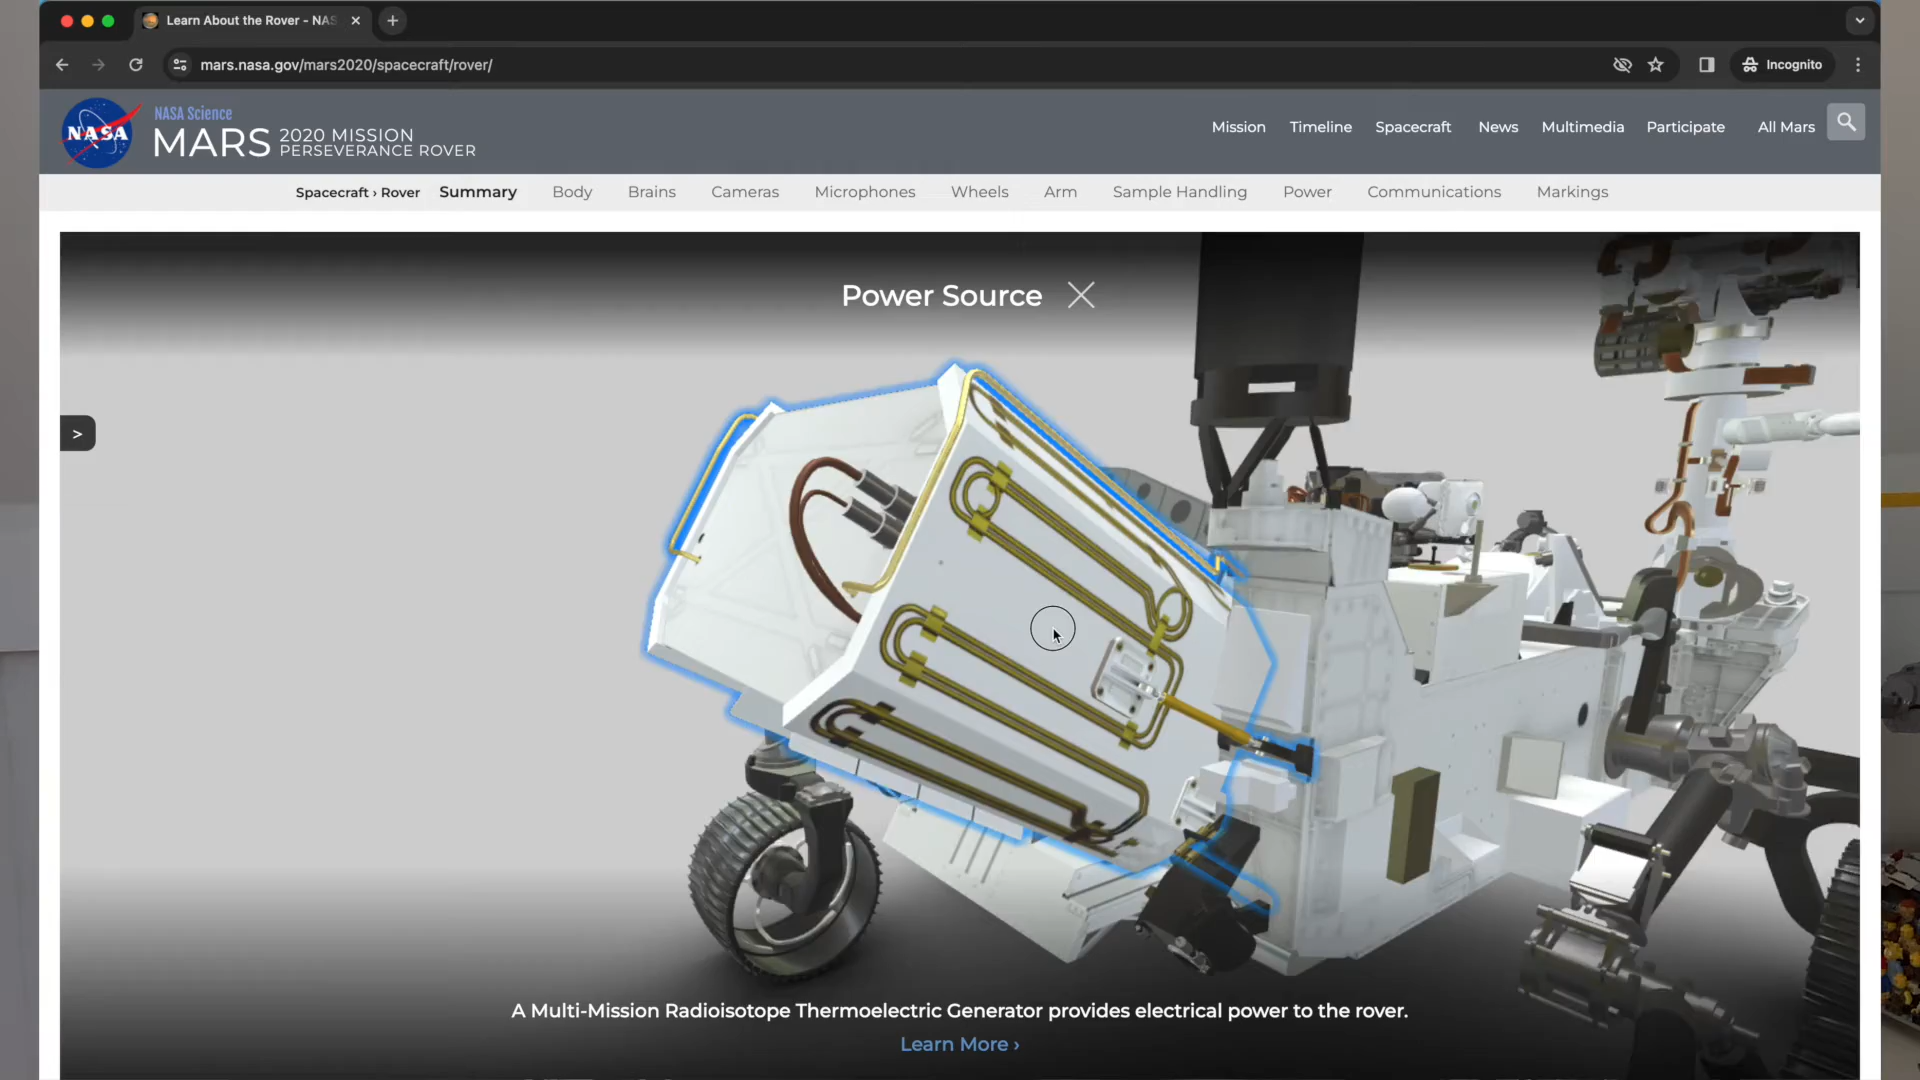 Learn About the Rover - NAS
mars.nasa.gov/mars2020/spacecraft/rover/
Incognito
NASA
NASA Science
MARS 2020 MISSION
PERSEVERANCE ROVER
Mission Timeline Spacecraft News Multimedia Participate All Mars
Spacecraft › Rover Summary Body Brains Cameras Microphones Wheels Arm Sample Handling Power Communications Markings
Power Source
>
A Multi-Mission Radioisotope Thermoelectric Generator provides electrical power to the rover.
Learn More ›